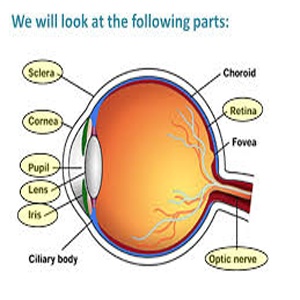 We will look at the following parts:
Sclera
Choroid
Retina
Cornea
Fovea
Pupil
Lens
Iris
Ciliary body
Optic nerve